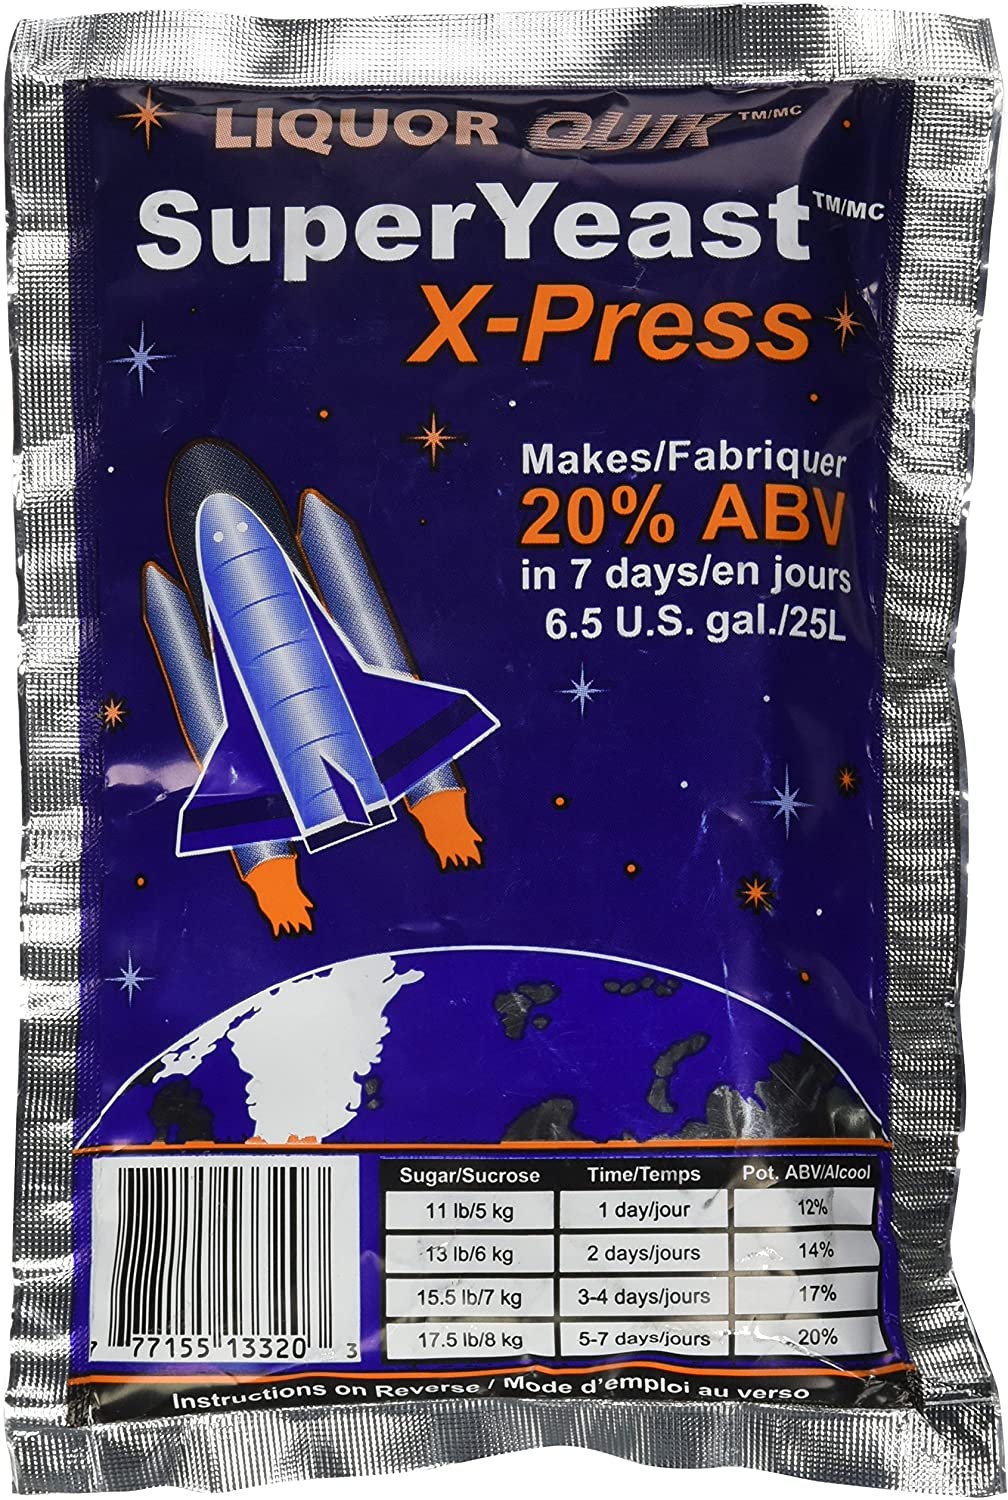 LIQUOR QUIK TM/MC
SuperYeast TM/MC
X-Press
Makes/Fabriquer
20% ABV
in 7 days/en jours
6.5 U.S. gal./25L
Sugar/Sucrose Time/Temps Pot. ABV/Alcool
11 lb/5 kg 1 day/jour 12%
13 lb/6 kg 2 days/jours 14%
15.5 lb/7 kg 3-4 days/jours 17%
17.5 lb/8 kg 5-7 days/jours 20%
7 77155 13320 3
Instructions on Reverse / Mode d'emploi au verso